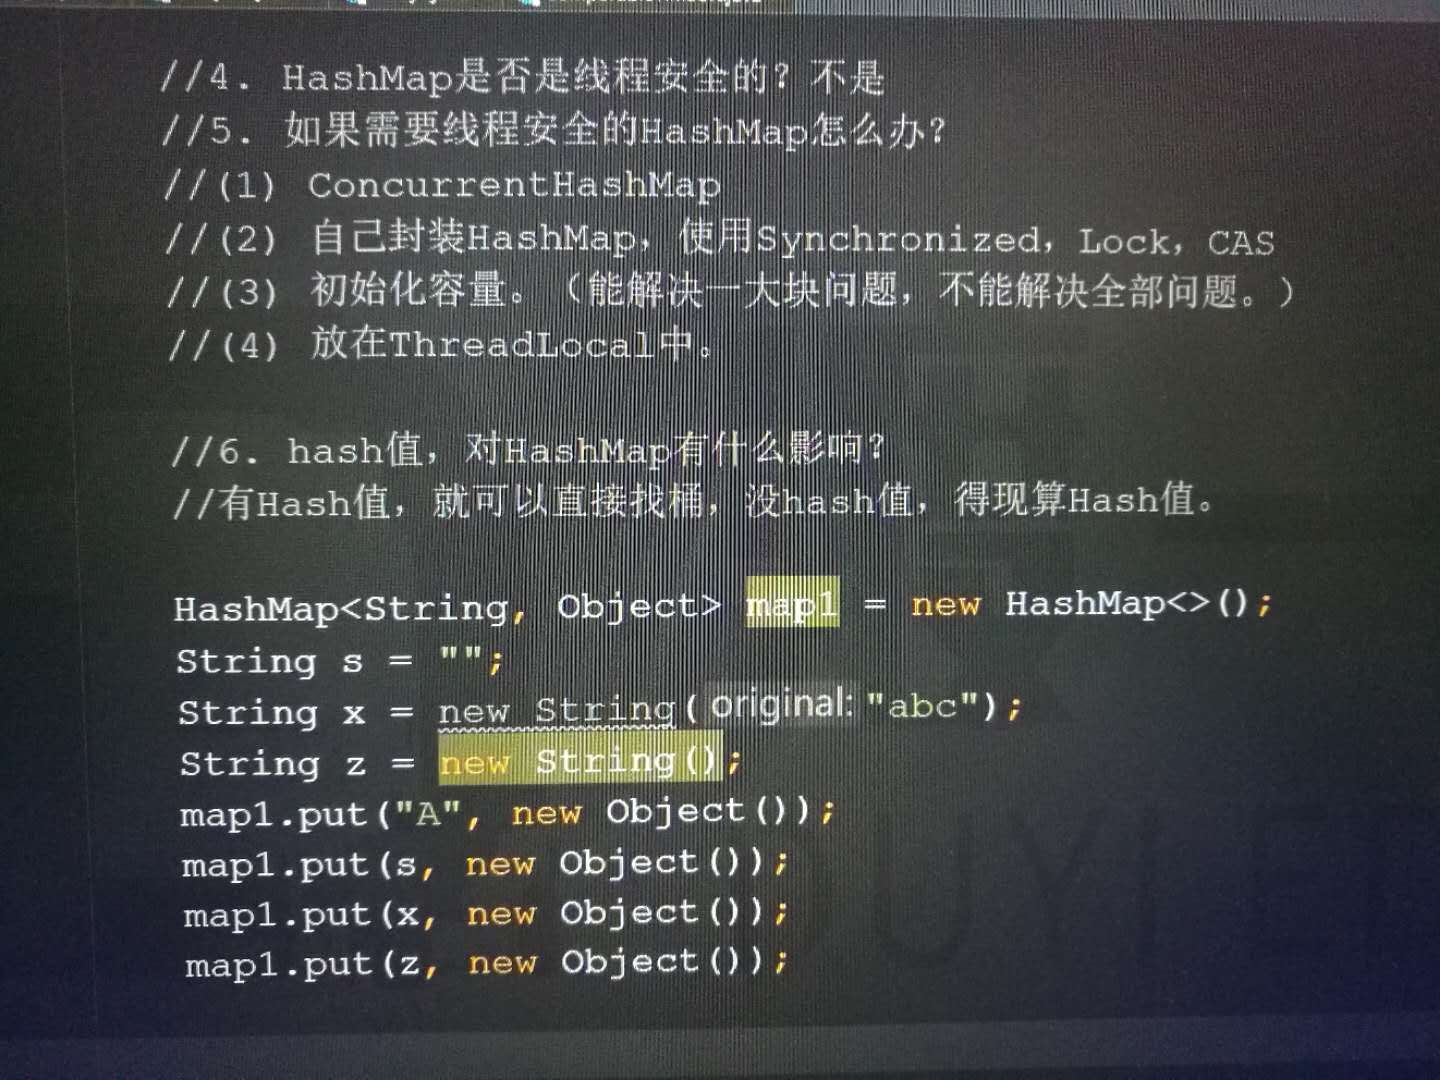 //4. HashMap是否是线程安全的？不是
//5. 如果需要线程安全的HashMap怎么办？
//(1) ConcurrentHashMap
//(2) 自己封装HashMap，使用Synchronized，Lock，CAS
//(3) 初始化容量。（能解决一大块问题，不能解决全部问题。）
//(4) 放在ThreadLocal中。
//6. hash值，对HashMap有什么影响？
//有Hash值，就可以直接找桶，没hash值，得现算Hash值。
HashMap<String, Object> map1 = new HashMap<>();
String s = "";
String x = new String(original: "abc");
String z = new String();
map1.put("A", new Object());
map1.put(s, new Object());
map1.put(x, new Object());
map1.put(z, new Object());